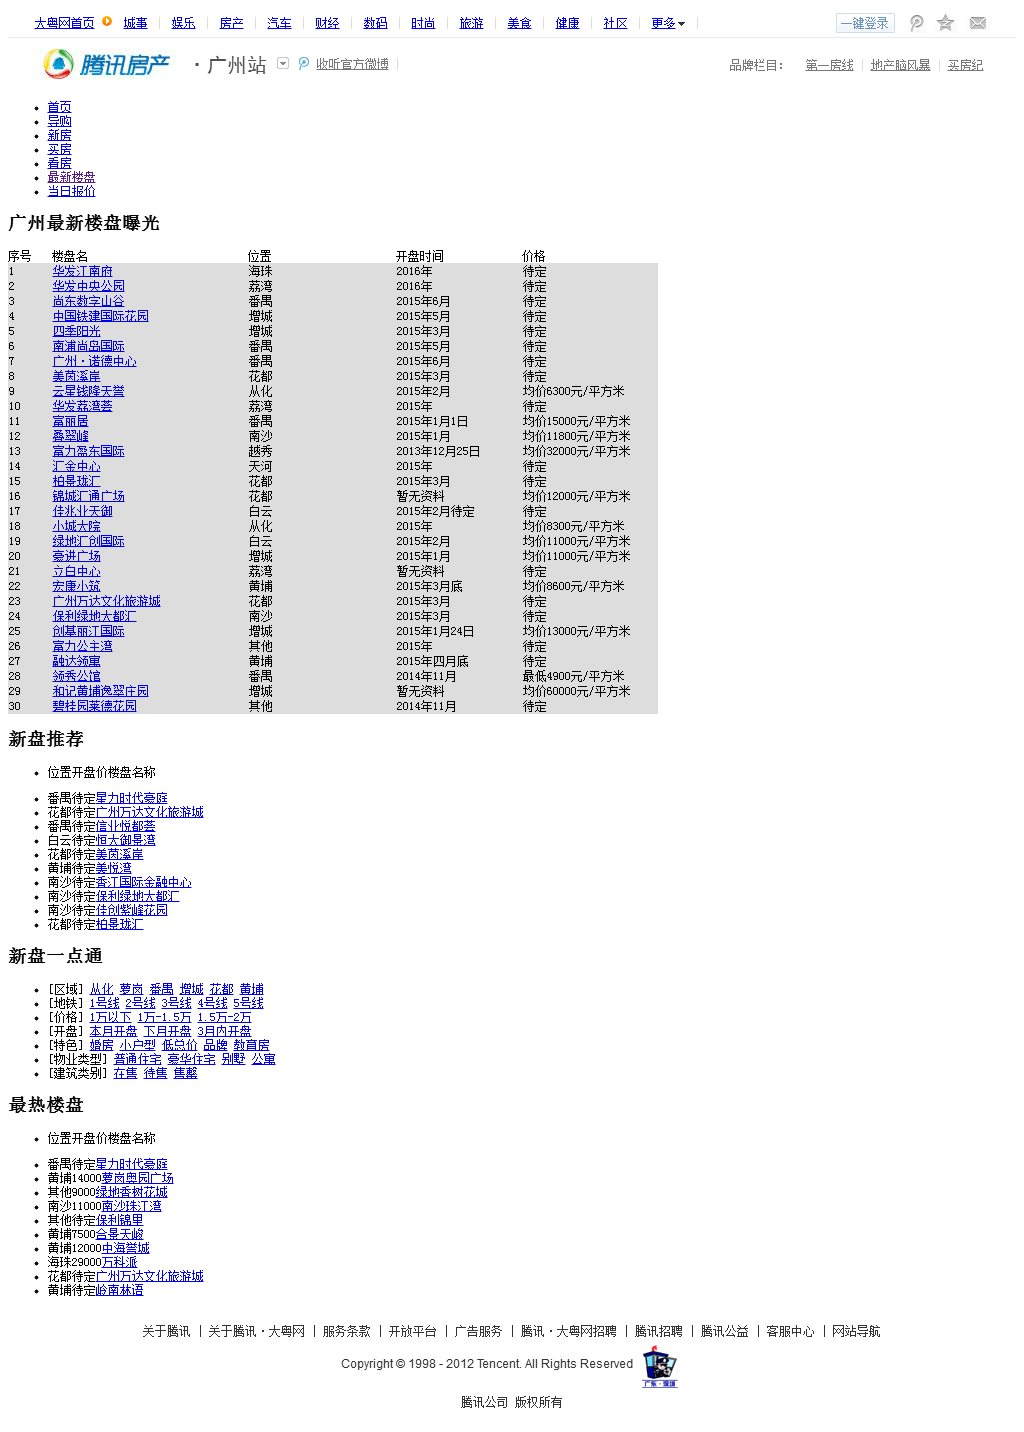 大粤网首页 城事 娱乐 房产 汽车 财经 数码 时尚 旅游 美食 健康 社区 更多 一键登录
腾讯房产 ·广州站 收听官方微博 品牌栏目: 第一房线 地产脑风暴 买房纪
首页
导购
新房
买房
看房
最新楼盘
当日报价
广州最新楼盘曝光
序号 楼盘名 位置 开盘时间 价格
1 华发江南府 海珠 2016年 待定
2 华发中央公园 荔湾 2016年 待定
3 尚东数字山谷 番禺 2015年6月 待定
4 中国铁建国际花园 增城 2015年5月 待定
5 四季阳光 增城 2015年3月 待定
6 南浦尚岛国际 番禺 2015年5月 待定
7 广州·诺德中心 番禺 2015年6月 待定
8 美茵溪岸 花都 2015年3月 待定
9 云星钱隆天誉 从化 2015年2月 均价6300元/平方米
10 华发荔湾荟 荔湾 2015年 待定
11 富丽居 番禺 2015年1月1日 均价15000元/平方米
12 叠翠峰 南沙 2015年1月 均价11800元/平方米
13 富力盈东国际 越秀 2013年12月25日 均价32000元/平方米
14 汇金中心 天河 2015年 待定
15 柏景珑汇 花都 2015年3月 待定
16 锦城汇通广场 花都 暂无资料 均价12000元/平方米
17 佳兆业天御 白云 2015年2月待定 待定
18 小城大院 从化 2015年 均价8300元/平方米
19 绿地汇创国际 白云 2015年2月 均价11000元/平方米
20 豪进广场 增城 2015年1月 均价11000元/平方米
21 立白中心 荔湾 暂无资料 待定
22 宏康小筑 黄埔 2015年3月底 均价8600元/平方米
23 广州万达文化旅游城 花都 2015年3月 待定
24 保利绿地大都汇 南沙 2015年3月 待定
25 创基丽江国际 增城 2015年1月24日 均价13000元/平方米
26 富力公主湾 其他 2015年 待定
27 融达领寓 黄埔 2015年四月底 待定
28 领秀公馆 番禺 2014年11月 最低4900元/平方米
29 和记黄埔逸翠庄园 增城 暂无资料 均价60000元/平方米
30 碧桂园莱德花园 其他 2014年11月 待定
新盘推荐
位置开盘价楼盘名称
番禺待定星力时代豪庭
花都待定广州万达文化旅游城
番禺待定信业悦都荟
白云待定恒大御景湾
花都待定美茵溪岸
黄埔待定美悦湾
南沙待定香江国际金融中心
南沙待定保利绿地大都汇
南沙待定佳创紫峰花园
花都待定柏景珑汇
新盘一点通
[区域] 从化 萝岗 番禺 增城 花都 黄埔
[地铁] 1号线 2号线 3号线 4号线 5号线
[价格] 1万以下 1万-1.5万 1.5万-2万
[开盘] 本月开盘 下月开盘 3月内开盘
[特色] 婚房 小户型 低总价 品牌 教育房
[物业类型] 普通住宅 豪华住宅 别墅 公寓
[建筑类别] 在售 待售 售罄
最热楼盘
位置开盘价楼盘名称
番禺待定星力时代豪庭
黄埔14000萝岗奥园广场
其他9000绿地香树花城
南沙11000南沙珠江湾
其他待定保利锦里
黄埔7500合景天峻
黄埔12000中海誉城
海珠29000万科派
花都待定广州万达文化旅游城
黄埔待定岭南林语
关于腾讯 | 关于腾讯·大粤网 | 服务条款 | 开放平台 | 广告服务 | 腾讯·大粤网招聘 | 腾讯招聘 | 腾讯公益 | 客服中心 | 网站导航
Copyright © 1998 - 2012 Tencent. All Rights Reserved
腾讯公司 版权所有